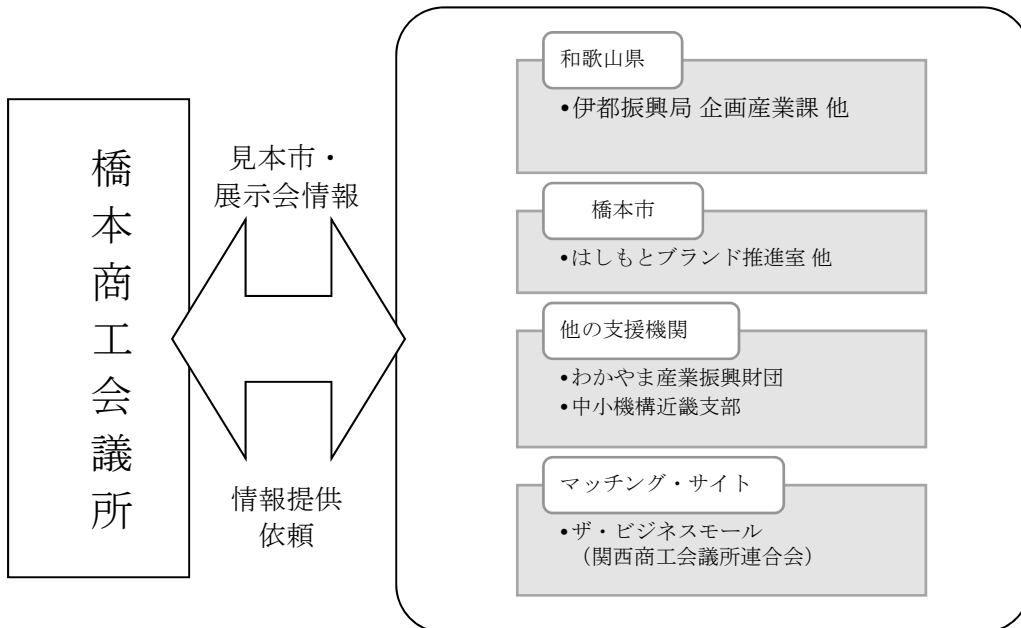 橋本商工会議所
見本市・
展示会情報
情報提供
依頼
和歌山県
•伊都振興局 企画産業課 他
橋本市
•はしもとブランド推進室 他
他の支援機関
•わかやま産業振興財団
•中小機構近畿支部
マッチング・サイト
•ザ・ビジネスモール
（関西商工会議所連合会）